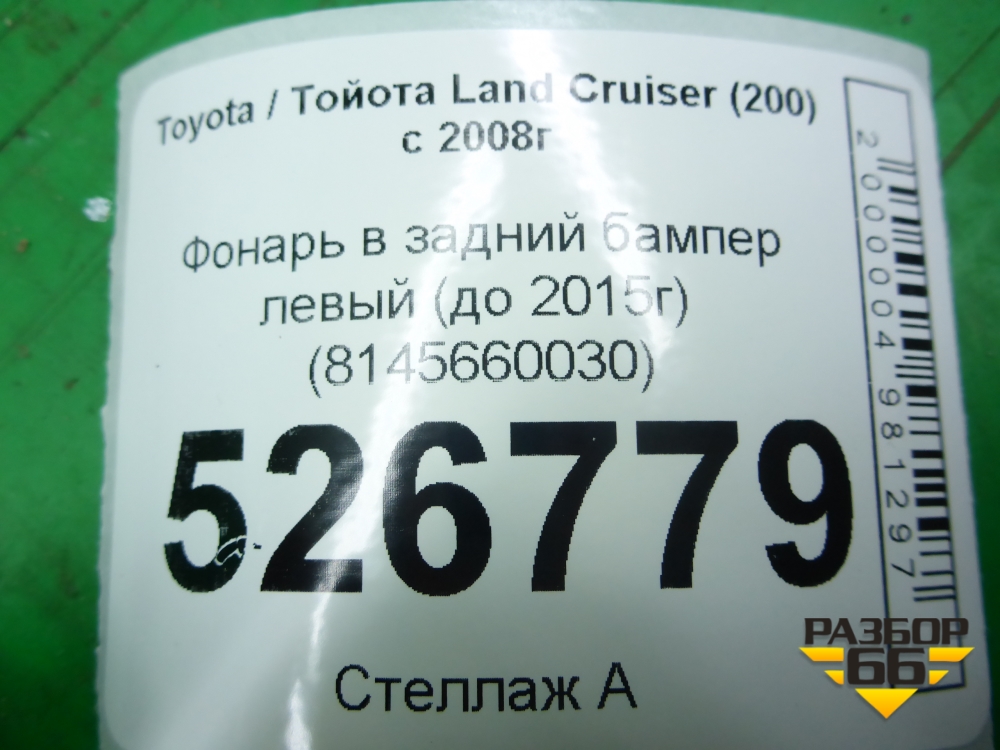 Toyota / Тойота Land Cruiser (200)
с 2008г
Фонарь в задний бампер
левый (до 2015г)
(8145660030)
526779
Стеллаж А
2000004981297
РАЗБОР
66